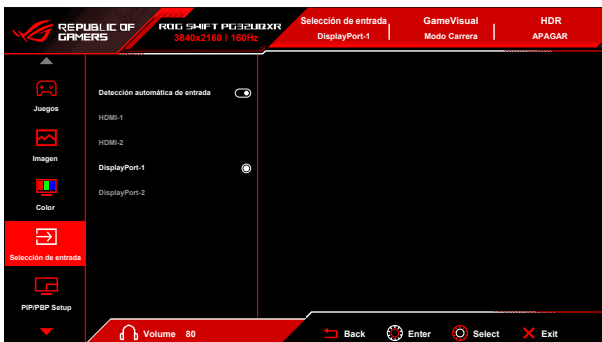 REPUBLIC OF
GAMERS
ROG SWIFT PG32UQXR
3840x2160 | 160Hz
Selección de entrada
DisplayPort-1
GameVisual
Modo Carrera
HDR
APAGAR
Juegos
Imagen
Color
Selección de entrada
PIP/PBP Setup
Detección automática de entrada
HDMI-1
HDMI-2
DisplayPort-1
DisplayPort-2
Volume 80
Back
Enter
Select
Exit